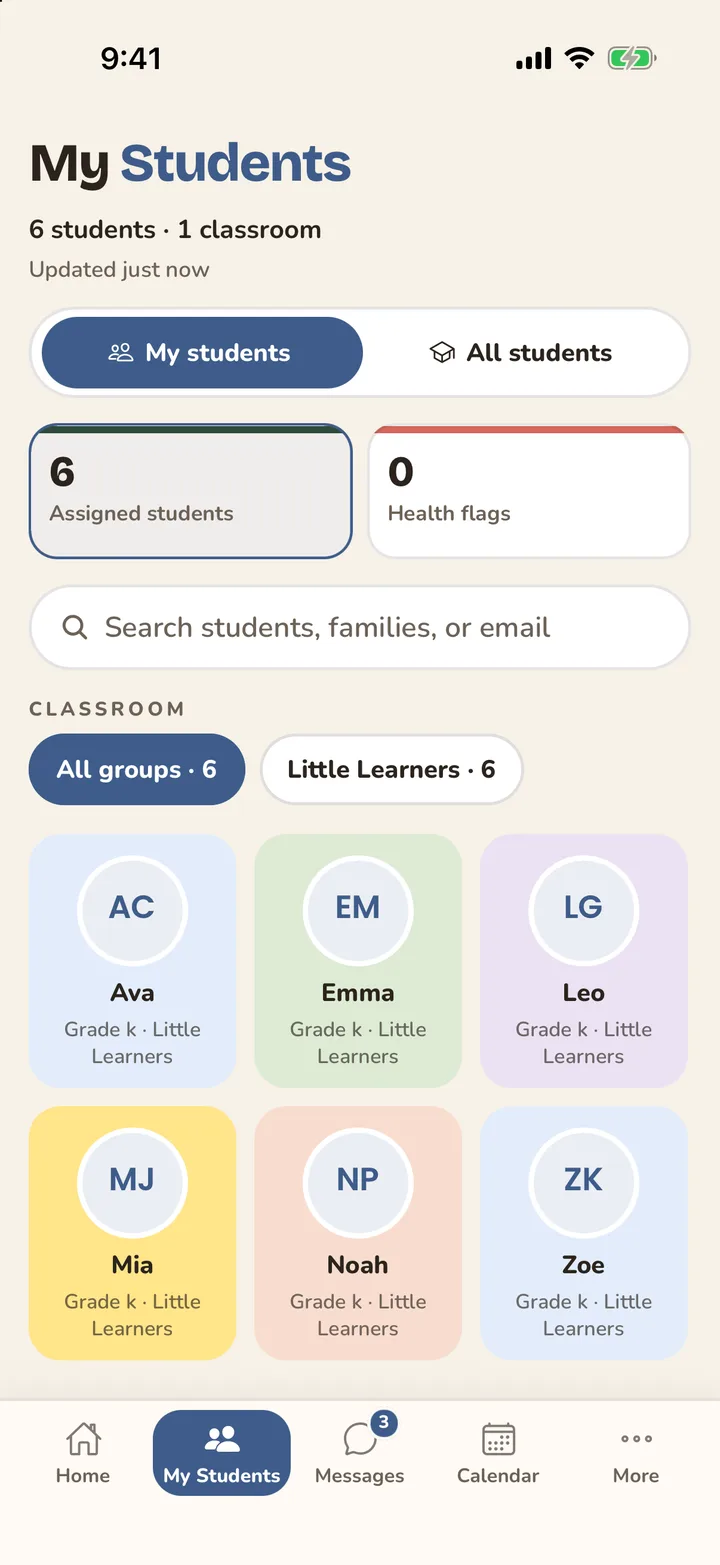 9:41
My Students
6 students · 1 classroom
Updated just now
My students
All students
6
Assigned students
0
Health flags
Search students, families, or email
CLASSROOM
All groups · 6
Little Learners · 6
AC
Ava
Grade k · Little
Learners
EM
Emma
Grade k · Little
Learners
LG
Leo
Grade k · Little
Learners
MJ
Mia
Grade k · Little
Learners
NP
Noah
Grade k · Little
Learners
ZK
Zoe
Grade k · Little
Learners
Home
My Students
3
Messages
Calendar
More